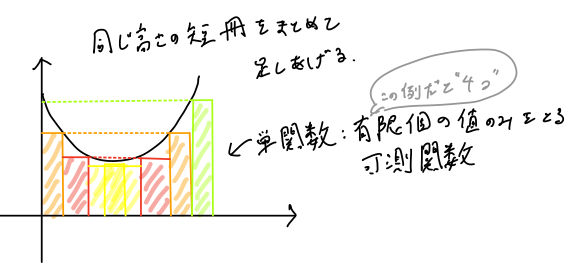 同じ高さの短冊をまとめて
足しあげる.
この例だで"4つ"
← 単関数:有限個の値のみをとる
可測関数